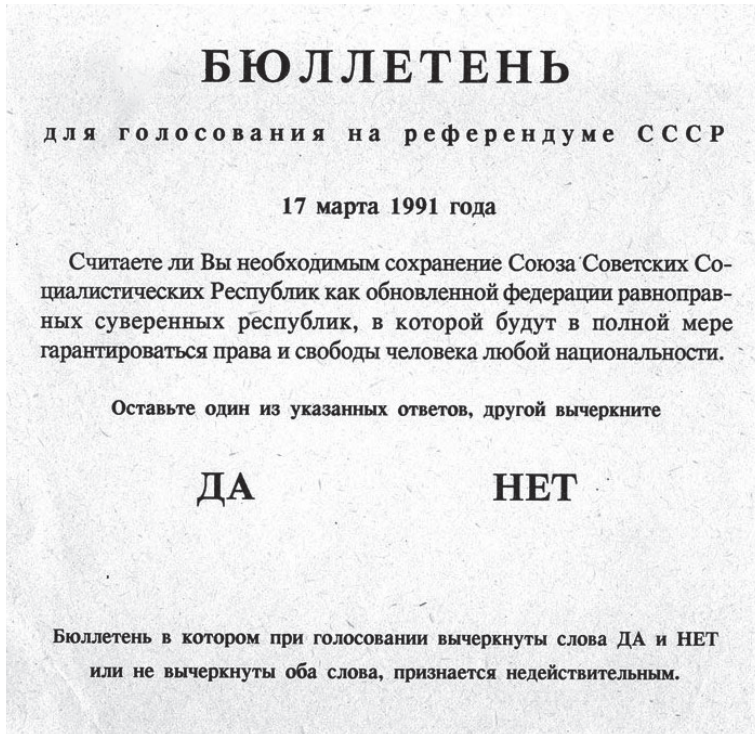 БЮЛЛЕТЕНЬ
для голосования на референдуме СССР
17 марта 1991 года
Считаете ли Вы необходимым сохранение Союза Советских Со-
циалистических Республик как обновленной федерации равноправ-
ных суверенных республик, в которой будут в полной мере
гарантироваться права и свободы человека любой национальности.
Оставьте один из указанных ответов, другой вычеркните
ДА НЕТ
Бюллетень в котором при голосовании вычеркнуты слова ДА и НЕТ
или не вычеркнуты оба слова, признается недействительным.